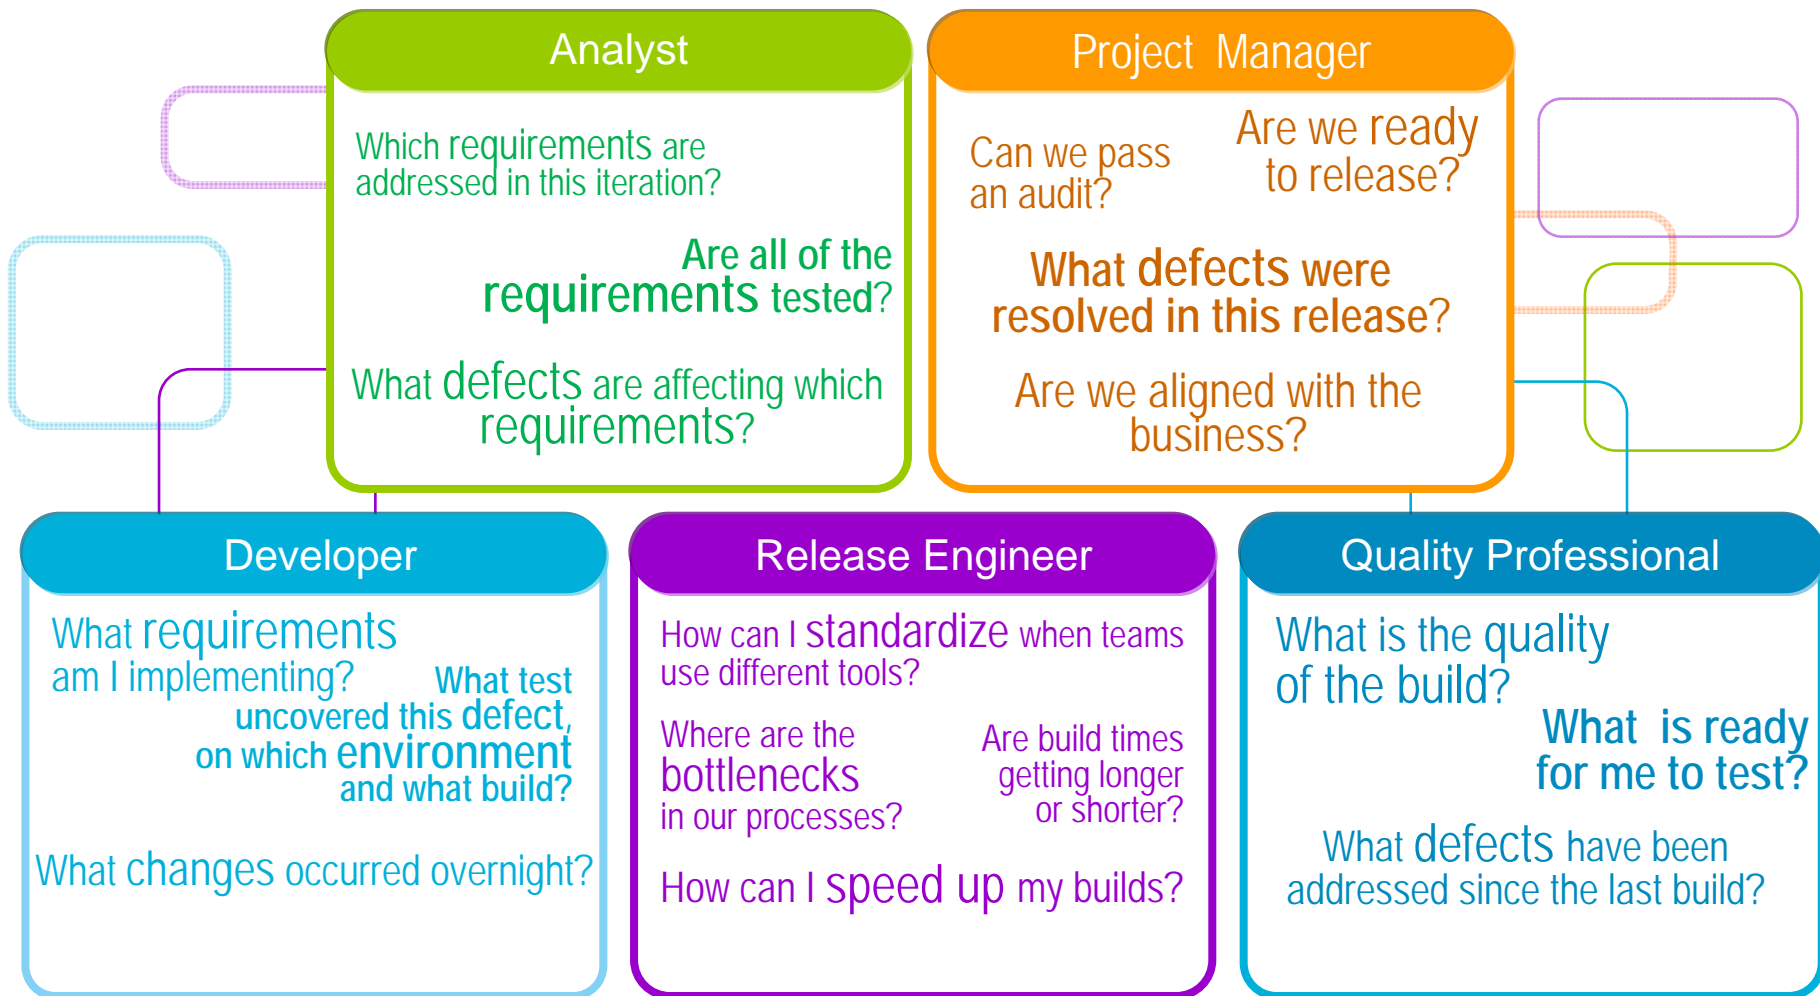 Analyst
Which requirements are
addressed in this iteration?
Are all of the
requirements tested?
What defects are affecting which
requirements?
Project Manager
Can we pass
an audit?
Are we ready
to release?
What defects were
resolved in this release?
Are we aligned with the
business?
Developer
What requirements
am I implementing?
What test
uncovered this defect,
on which environment
and what build?
What changes occurred overnight?
Release Engineer
How can I standardize when teams
use different tools?
Where are the
bottlenecks
in our processes?
Are build times
getting longer
or shorter?
How can I speed up my builds?
Quality Professional
What is the quality
of the build?
What is ready
for me to test?
What defects have been
addressed since the last build?